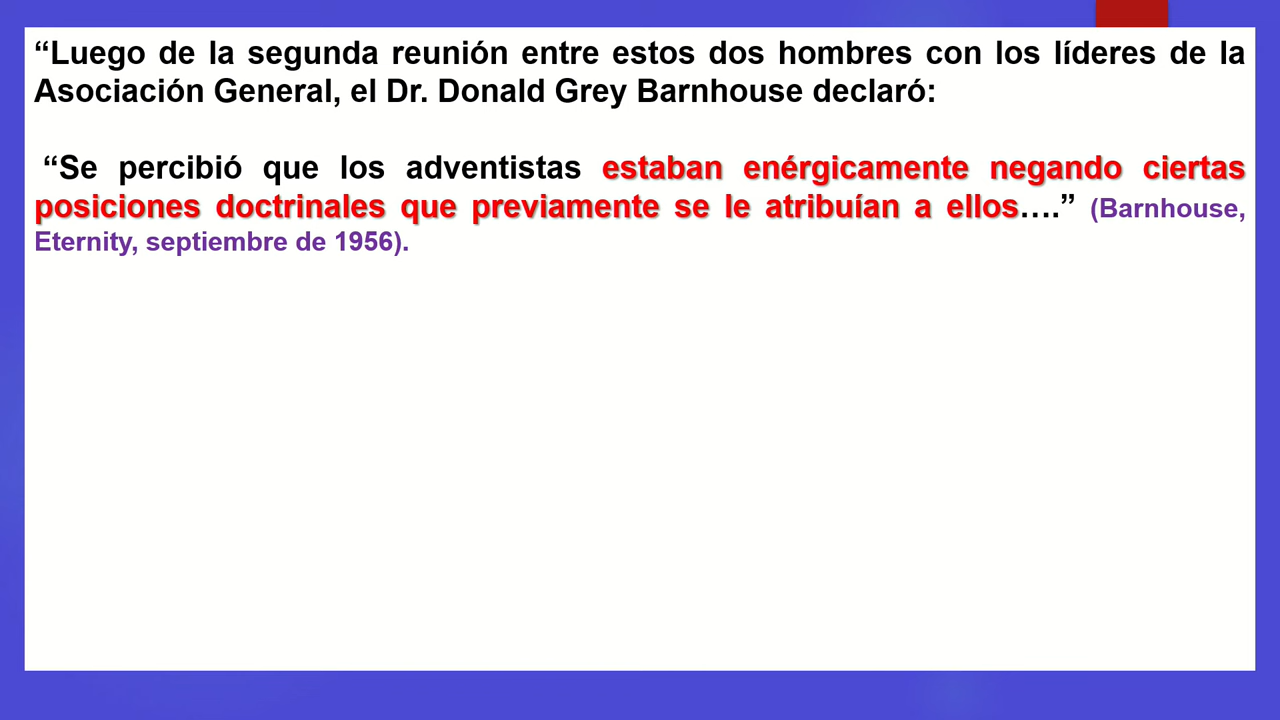 “Luego de la segunda reunión entre estos dos hombres con los líderes de la
Asociación General, el Dr. Donald Grey Barnhouse declaró:
“Se percibió que los adventistas estaban enérgicamente negando ciertas
posiciones doctrinales que previamente se le atribuían a ellos….” (Barnhouse,
Eternity, septiembre de 1956).